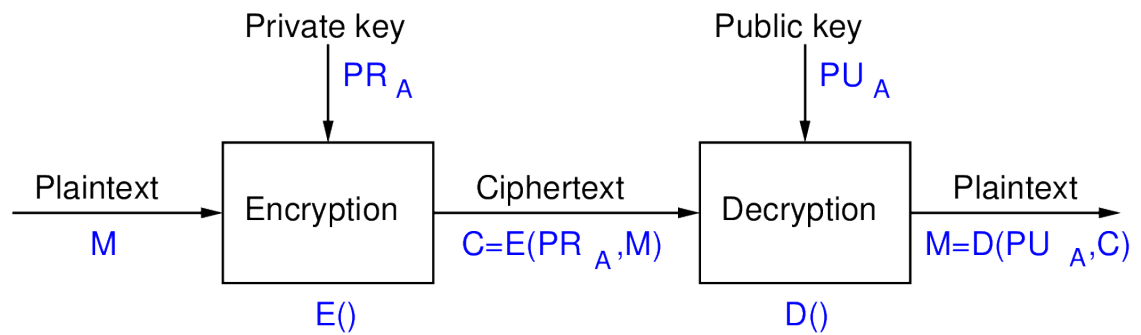 Private key
PR A
Public key
PU A
Plaintext
M
Encryption
E()
Ciphertext
C=E(PR A ,M)
Decryption
D()
Plaintext
M=D(PU A ,C)